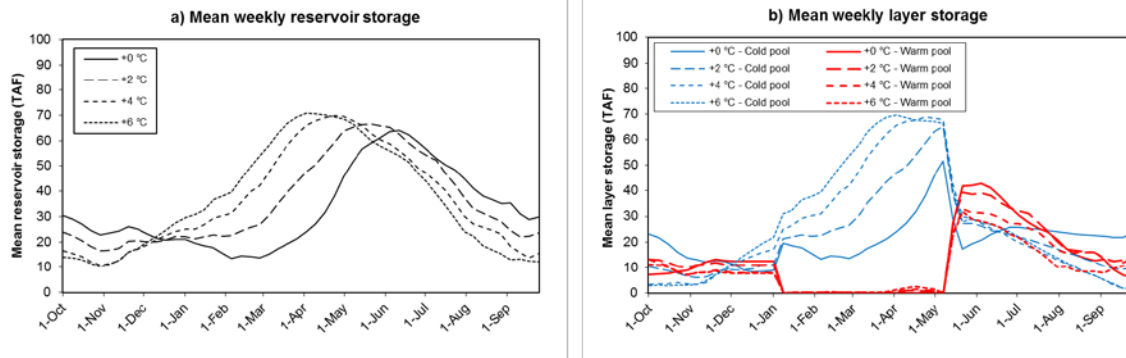 a) Mean weekly reservoir storage
Mean reservoir storage (TAF)
100
90
80
70
60
50
40
30
20
10
0
+0 °C
+2 °C
+4 °C
+6 °C
1-Oct
1-Nov
1-Dec
1-Jan
1-Feb
1-Mar
1-Apr
1-May
1-Jun
1-Jul
1-Aug
1-Sep
b) Mean weekly layer storage
Mean layer storage (TAF)
100
90
80
70
60
50
40
30
20
10
0
+0 °C - Cold pool
+0 °C - Warm pool
+2 °C - Cold pool
+2 °C - Warm pool
+4 °C - Cold pool
+4 °C - Warm pool
+6 °C - Cold pool
+6 °C - Warm pool
1-Oct
1-Nov
1-Dec
1-Jan
1-Feb
1-Mar
1-Apr
1-May
1-Jun
1-Jul
1-Aug
1-Sep